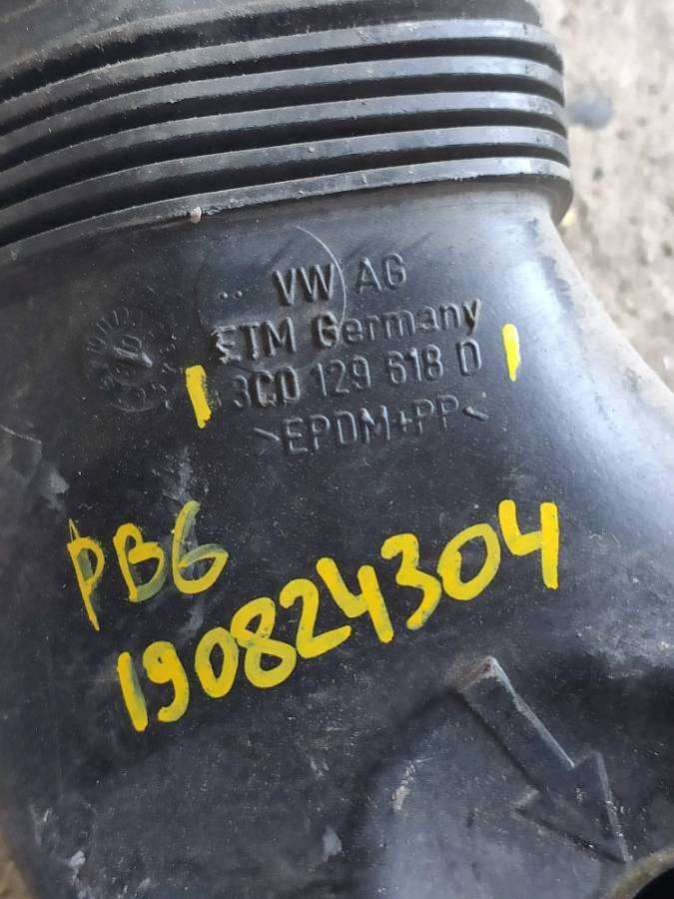 VW AG
ETM Germany
3C0 129 618 D
>EPDM+PP<
PB6
190824304